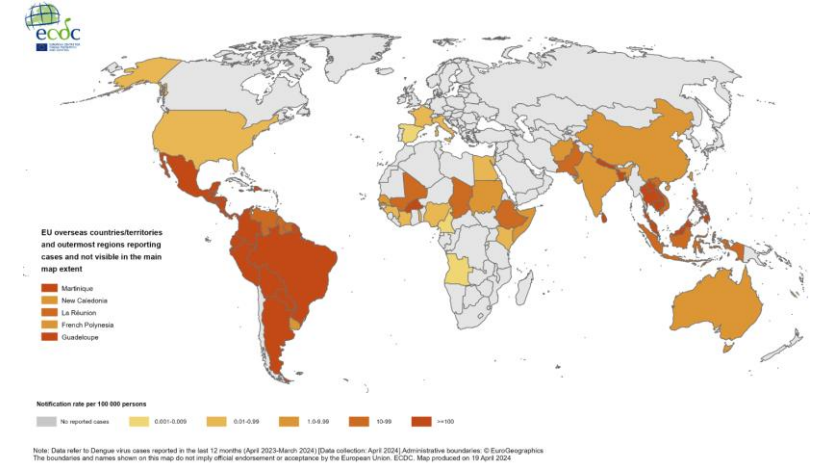 ecdc
EU overseas countries/territories
and outermost regions reporting
cases and not visible in the main
map extent
Martinique
New Caledonia
La Réunion
French Polynesia
Guadeloupe
Notification rate per 100 000 persons
No reported cases
0.001-0.009
0.01-0.99
1.0-9.99
10-99
>=100
Note: Data refer to Dengue virus cases reported in the last 12 months (April 2023-March 2024) [Data collection: April 2024].Administrative boundaries: © EuroGeographics
The boundaries and names shown on this map do not imply official endorsement or acceptance by the European Union. ECDC. Map produced on 19 April 2024